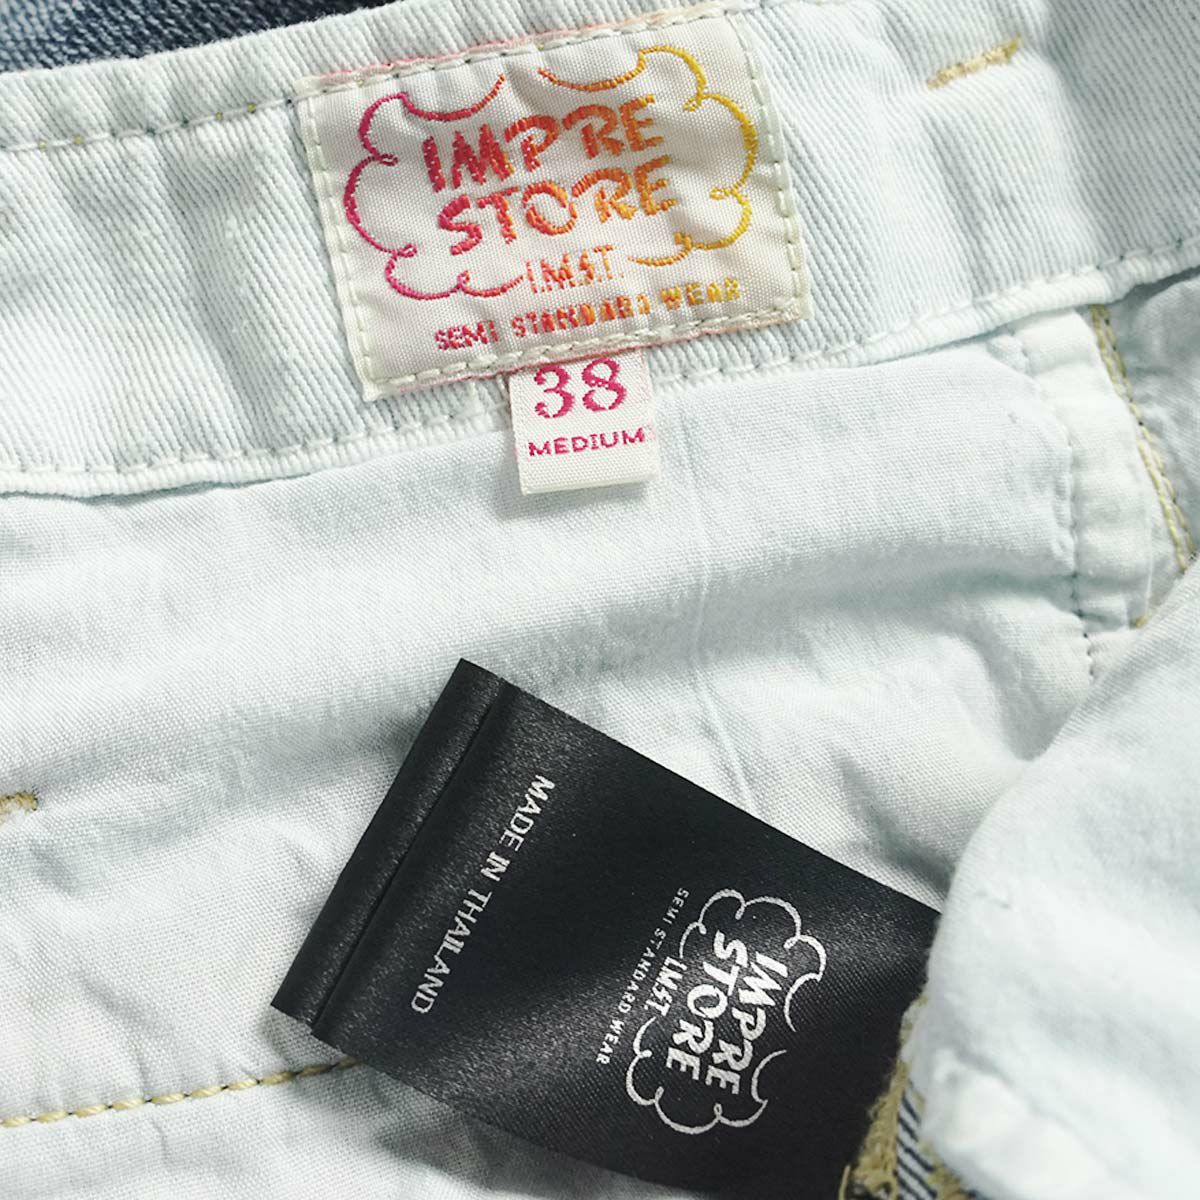 IMPRE
STORE
I.M.S.T.
SEMI STANDARD WEAR
38
MEDIUM
MADE IN THAILAND
IMPRE
STORE
I.M.S.T.
SEMI STANDARD WEAR